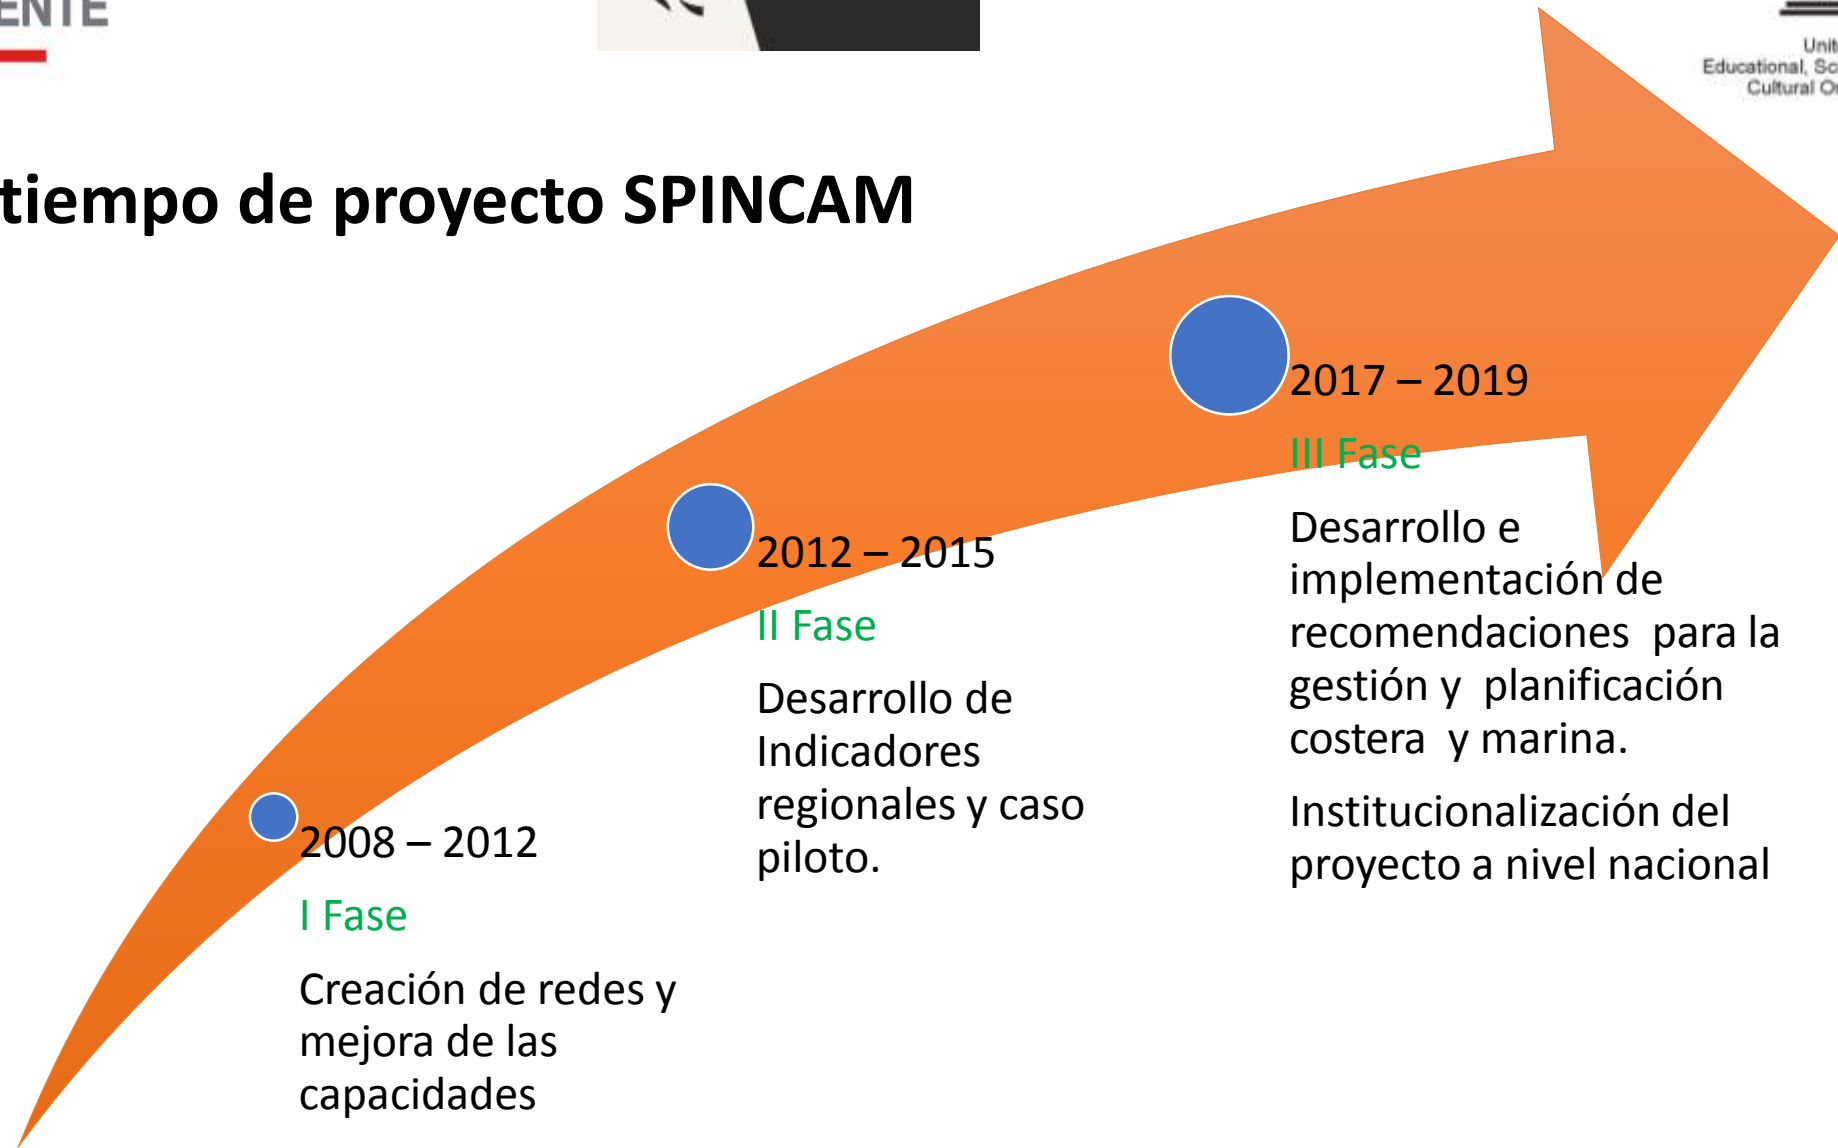 tiempo de proyecto SPINCAM
2008 – 2012
I Fase
Creación de redes y
mejora de las
capacidades
2012 – 2015
II Fase
Desarrollo de
Indicadores
regionales y caso
piloto.
2017 – 2019
III Fase
Desarrollo e
implementación de
recomendaciones para la
gestión y planificación
costera y marina.
Institucionalización del
proyecto a nivel nacional
Educational,
Cultural